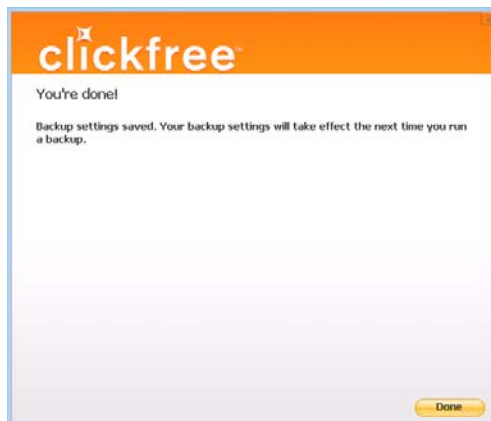 clickfree™
You're done!
Backup settings saved. Your backup settings will take effect the next time you run
a backup.
Done